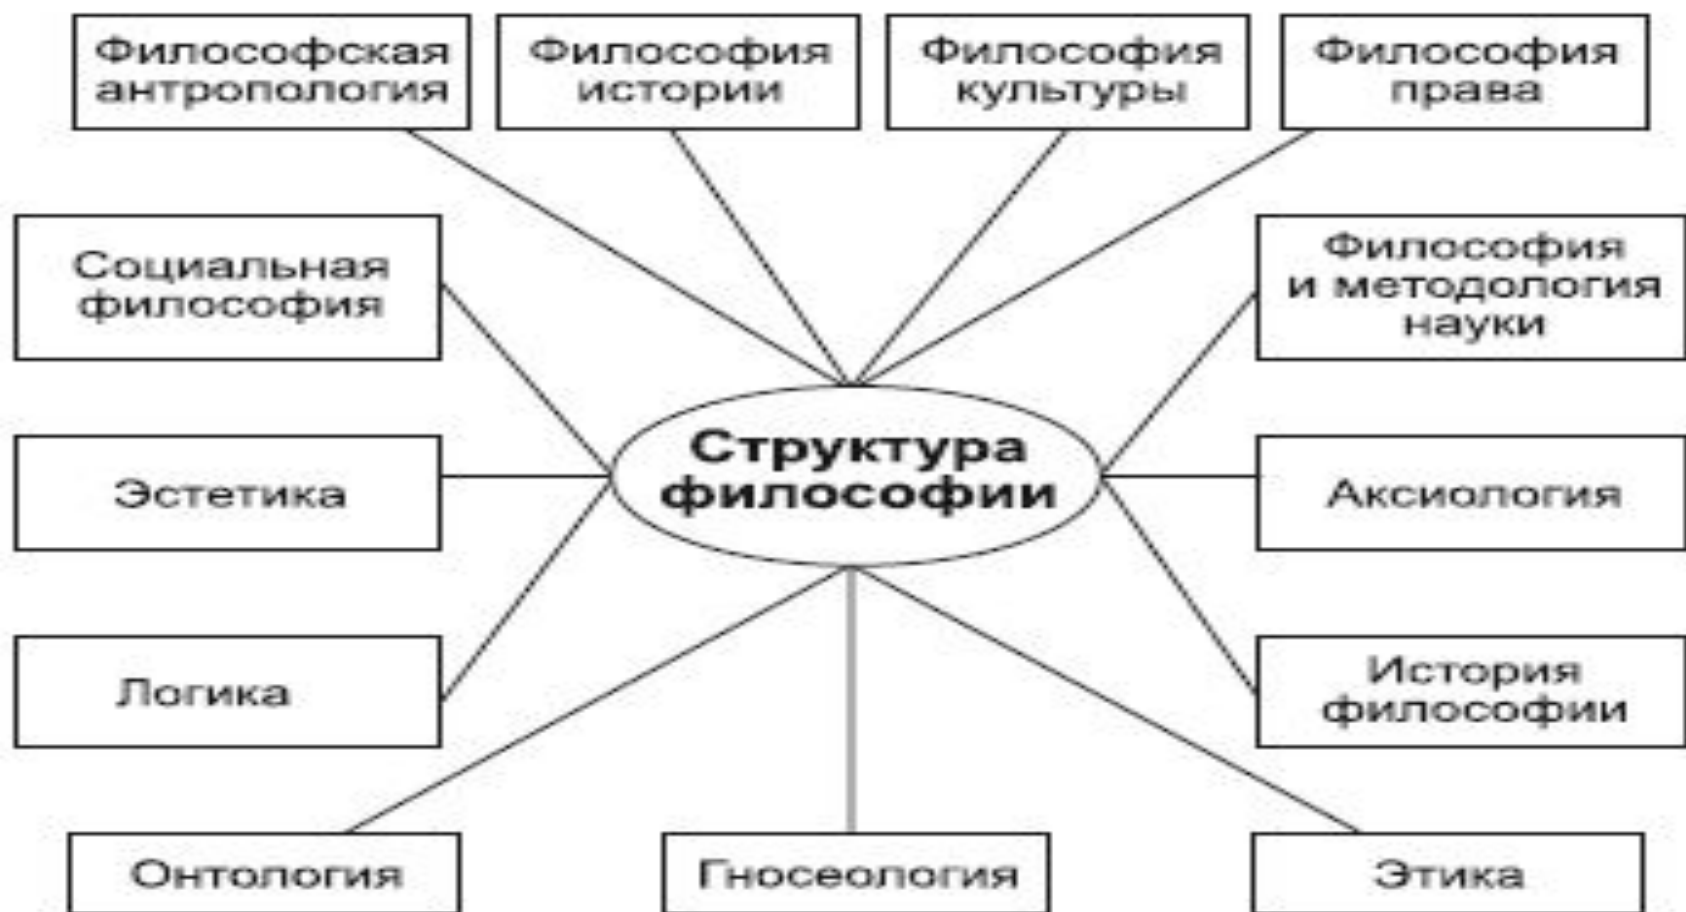 Философская
антропология
Философия
истории
Философия
культуры
Философия
права
Социальная
философия
Философия
и методология
науки
Структура
философии
Эстетика
Аксиология
Логика
История
философии
Онтология
Гносеология
Этика